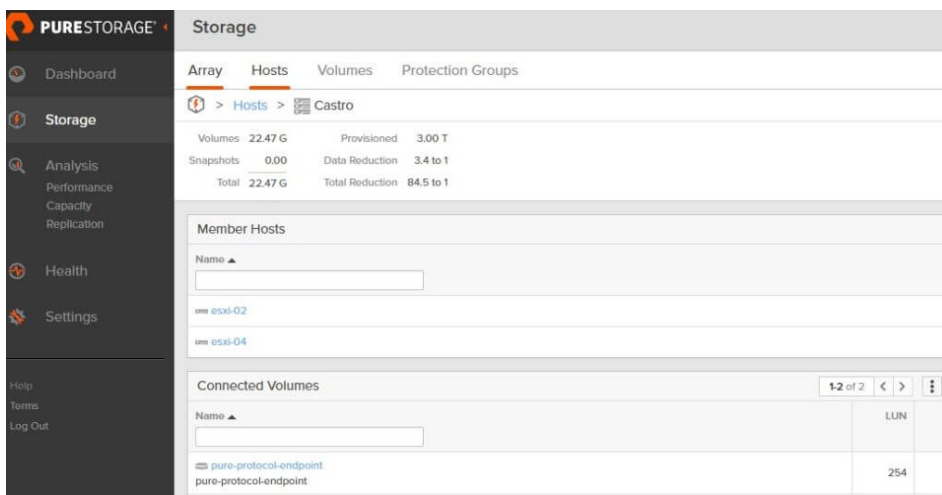 PURESTORAGE®
Storage
Dashboard
Storage
Analysis
Performance
Capacity
Replication
Health
Settings
Help
Terms
Log Out
Array Hosts Volumes Protection Groups
> Hosts > Castro
Volumes 22.47 G Provisioned 3.00 T
Snapshots 0.00 Data Reduction 3.4 to 1
Total 22.47 G Total Reduction 84.5 to 1
Member Hosts
Name
esxi-02
esxi-04
Connected Volumes 1-2 of 2 < >
Name LUN
pure-protocol-endpoint
pure-protocol-endpoint 254